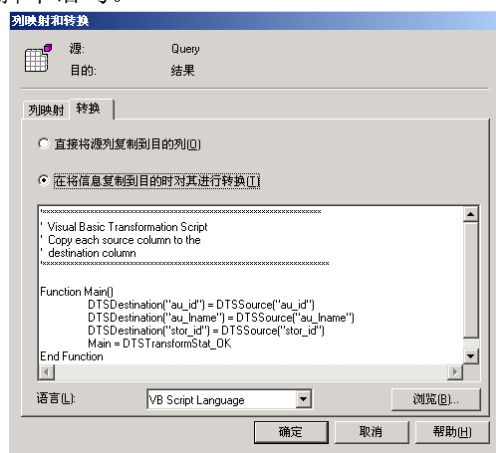 列映射和转换
源: Query
目的: 结果
列映射 转换
直接将源列复制到目的列(O)
在将信息复制到目的时对其进行转换(T)
'xxxxxxxxxxxxxxxxxxxxxxxxxxxxxxxxxxxxxxxxxxxxxxxxxxxxxxxxxxxxxxxxxxxxxx
' Visual Basic Transformation Script
' Copy each source column to the
' destination column
'xxxxxxxxxxxxxxxxxxxxxxxxxxxxxxxxxxxxxxxxxxxxxxxxxxxxxxxxxxxxxxxxxxxxxxxx
Function Main()
DTSDestination("au_id") = DTSSource("au_id")
DTSDestination("au_lname") = DTSSource("au_lname")
DTSDestination("stor_id") = DTSSource("stor_id")
Main = DTSTransformStat_OK
End Function
语言(L): VB Script Language 浏览(B)...
确定 取消 帮助(H)